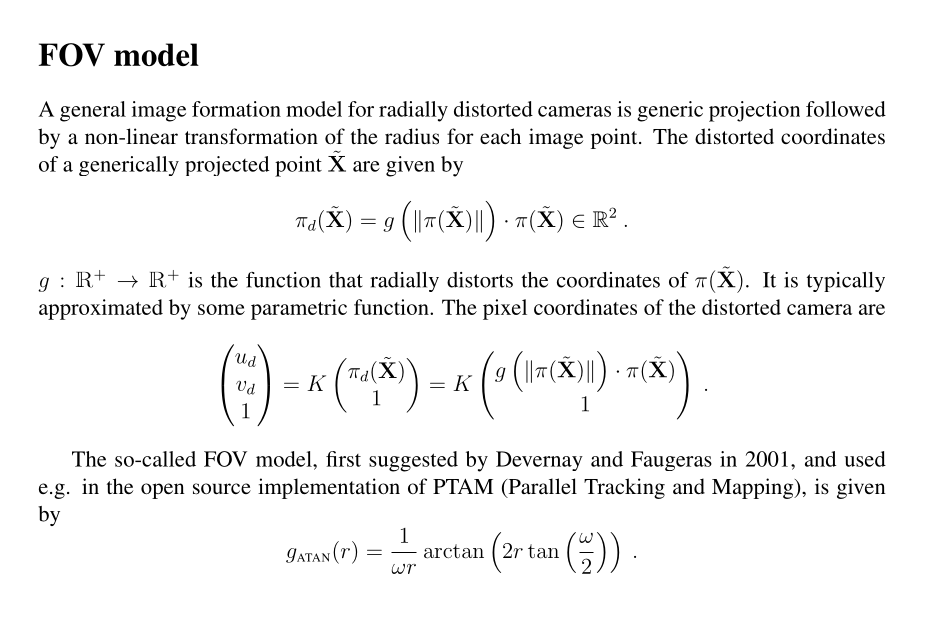 FOV model
A general image formation model for radially distorted cameras is generic projection followed
by a non-linear transformation of the radius for each image point. The distorted coordinates
of a generically projected point $\tilde{\mathbf{X}}$ are given by
$\pi_d(\tilde{\mathbf{X}}) = g\left(\|\pi(\tilde{\mathbf{X}})\|\right) \cdot \pi(\tilde{\mathbf{X}}) \in \mathbb{R}^2 .$
$g : \mathbb{R}^+ \to \mathbb{R}^+$ is the function that radially distorts the coordinates of $\pi(\tilde{\mathbf{X}})$. It is typically
approximated by some parametric function. The pixel coordinates of the distorted camera are
$\begin{pmatrix} u_d \\ v_d \\ 1 \end{pmatrix} = K \begin{pmatrix} \pi_d(\tilde{\mathbf{X}}) \\ 1 \end{pmatrix} = K \begin{pmatrix} g\left(\|\pi(\tilde{\mathbf{X}})\|\right) \cdot \pi(\tilde{\mathbf{X}}) \\ 1 \end{pmatrix} .$
The so-called FOV model, first suggested by Devernay and Faugeras in 2001, and used
e.g. in the open source implementation of PTAM (Parallel Tracking and Mapping), is given
by
$g_{\text{ATAN}}(r) = \frac{1}{\omega r} \arctan\left(2r \tan\left(\frac{\omega}{2}\right)\right) .$